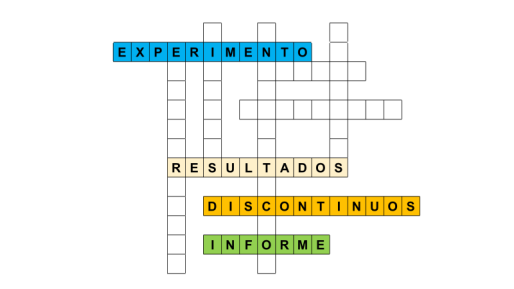 EXPERIMENTO
RESULTADOS
DISCONTINUOS
INFORME